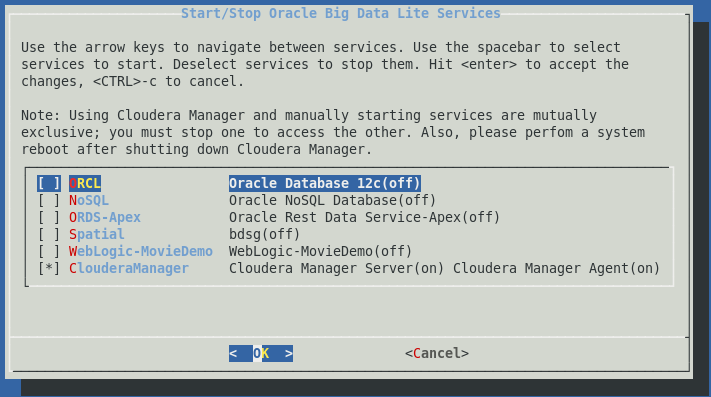 Start/Stop Oracle Big Data Lite Services
Use the arrow keys to navigate between services. Use the spacebar to select
services to start. Deselect services to stop them. Hit <enter> to accept the
changes, <CTRL>-c to cancel.
Note: Using Cloudera Manager and manually starting services are mutually
exclusive; you must stop one to access the other. Also, please perfom a system
reboot after shutting down Cloudera Manager.
[ ] ORCL Oracle Database 12c(off)
[ ] NoSQL Oracle NoSQL Database(off)
[ ] ORDS-Apex Oracle Rest Data Service-Apex(off)
[ ] Spatial bdsg(off)
[ ] WebLogic-MovieDemo WebLogic-MovieDemo(off)
[*] ClouderaManager Cloudera Manager Server(on) Cloudera Manager Agent(on)
< OK > <Cancel>